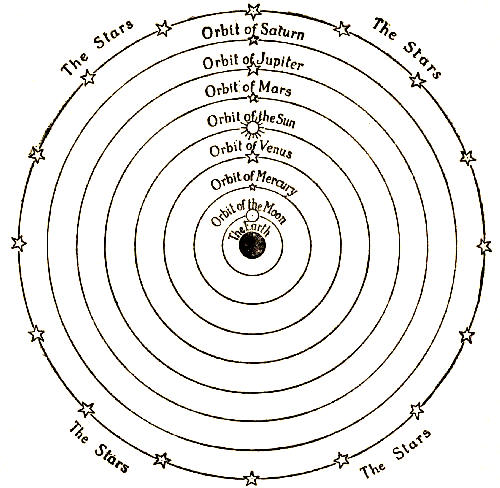 The Stars
The Stars
Orbit of Saturn
Orbit of Jupiter
Orbit of Mars
Orbit of the Sun
Orbit of Venus
Orbit of Mercury
Orbit of the Moon
The Earth
The Stars
The Stars